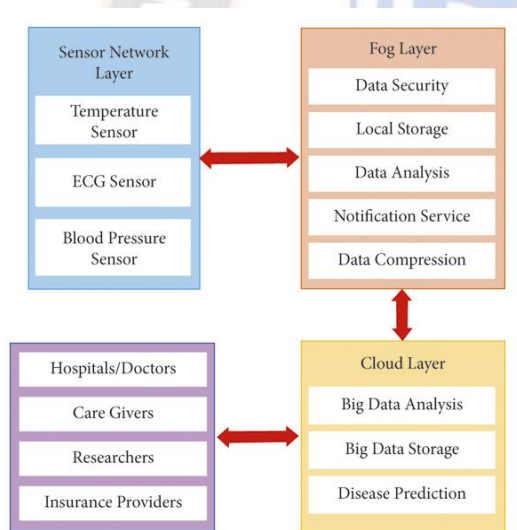 Sensor Network
Layer
Temperature
Sensor
ECG Sensor
Blood Pressure
Sensor
Fog Layer
Data Security
Local Storage
Data Analysis
Notification Service
Data Compression
Hospitals/Doctors
Care Givers
Researchers
Insurance Providers
Cloud Layer
Big Data Analysis
Big Data Storage
Disease Prediction